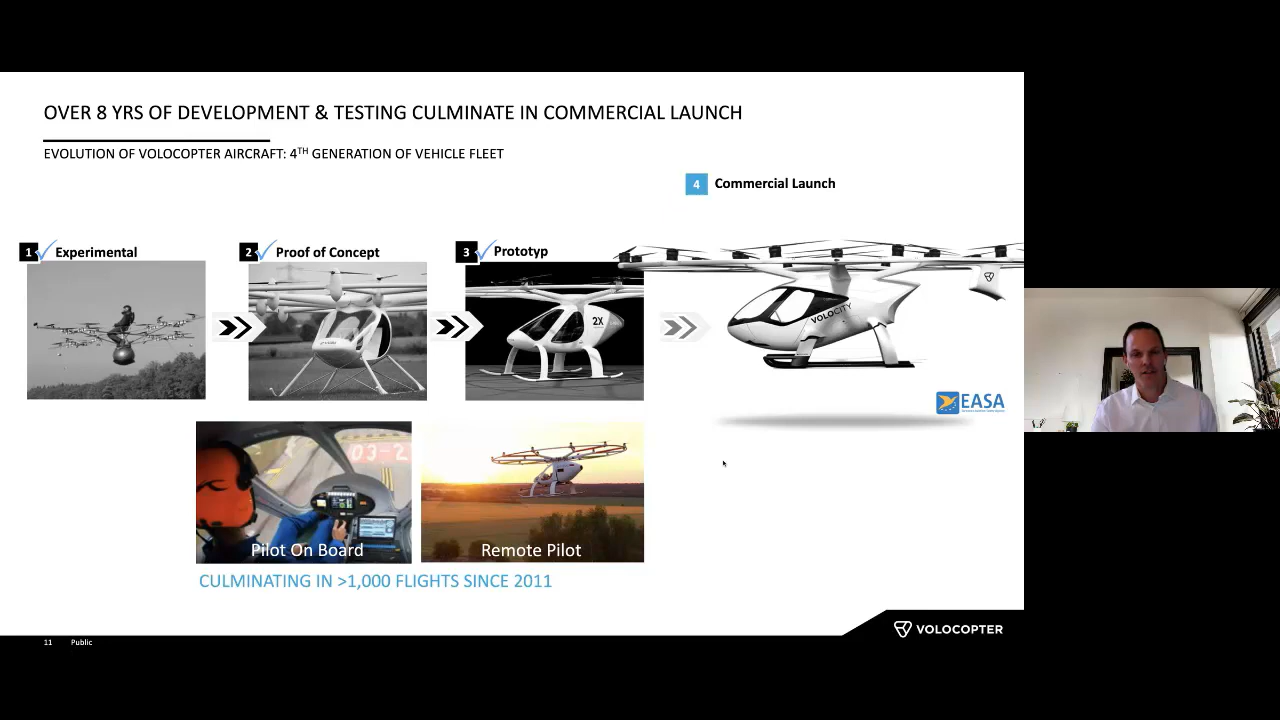 OVER 8 YRS OF DEVELOPMENT & TESTING CULMINATE IN COMMERCIAL LAUNCH
EVOLUTION OF VOLOCOPTER AIRCRAFT: 4TH GENERATION OF VEHICLE FLEET
4 Commercial Launch
1 Experimental
2 Proof of Concept
3 Prototyp
2X
VOLOCITY
EASA
03-2
Pilot On Board
Remote Pilot
CULMINATING IN >1,000 FLIGHTS SINCE 2011
VOLOCOPTER
11 Public